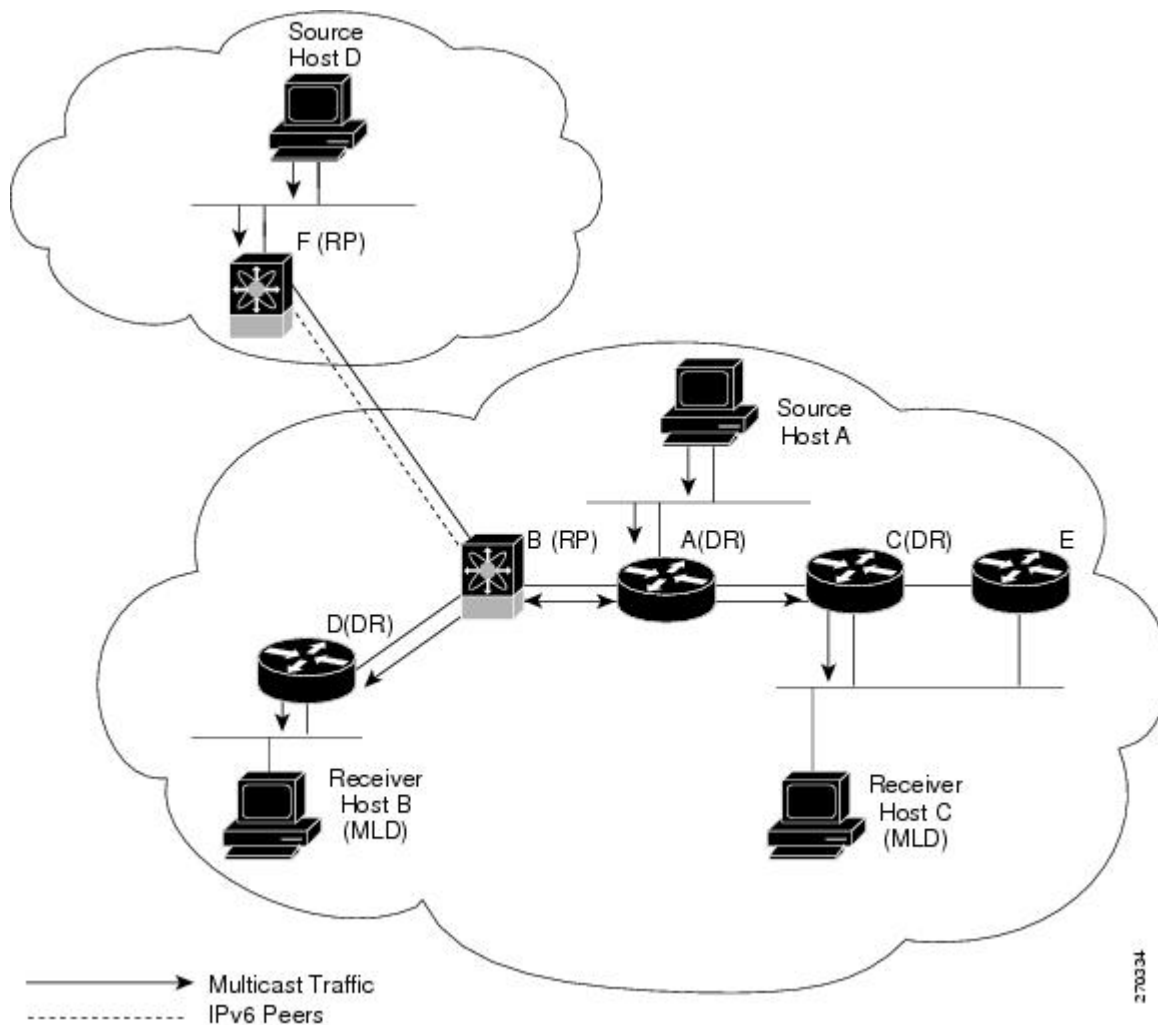 Source
Host D
F (RP)
Source
Host A
B (RP)
A(DR)
C(DR)
E
D(DR)
Receiver
Host B
(MLD)
Receiver
Host C
(MLD)
Multicast Traffic
IPv6 Peers
270334